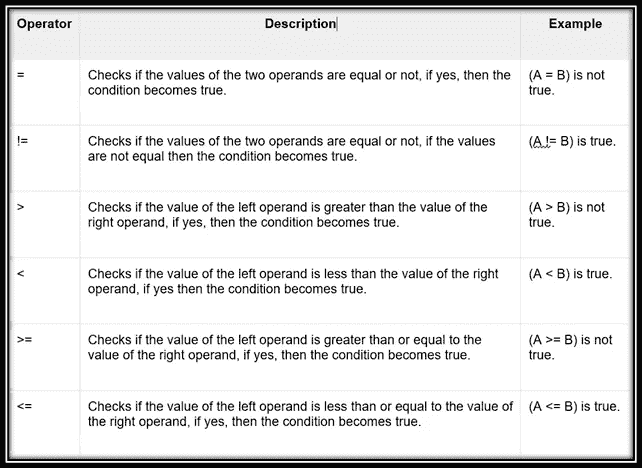 Operator Description Example
= Checks if the values of the two operands are equal or not, if yes, then the (A = B) is not
condition becomes true. true.
!= Checks if the values of the two operands are equal or not, if the values (A != B) is true.
are not equal then the condition becomes true.
> Checks if the value of the left operand is greater than the value of the (A > B) is not
right operand, if yes, then the condition becomes true. true.
< Checks if the value of the left operand is less than the value of the right (A < B) is true.
operand, if yes then the condition becomes true.
>= Checks if the value of the left operand is greater than or equal to the (A >= B) is not
value of the right operand, if yes, then the condition becomes true. true.
<= Checks if the value of the left operand is less than or equal to the value of (A <= B) is true.
the right operand, if yes, then the condition becomes true.